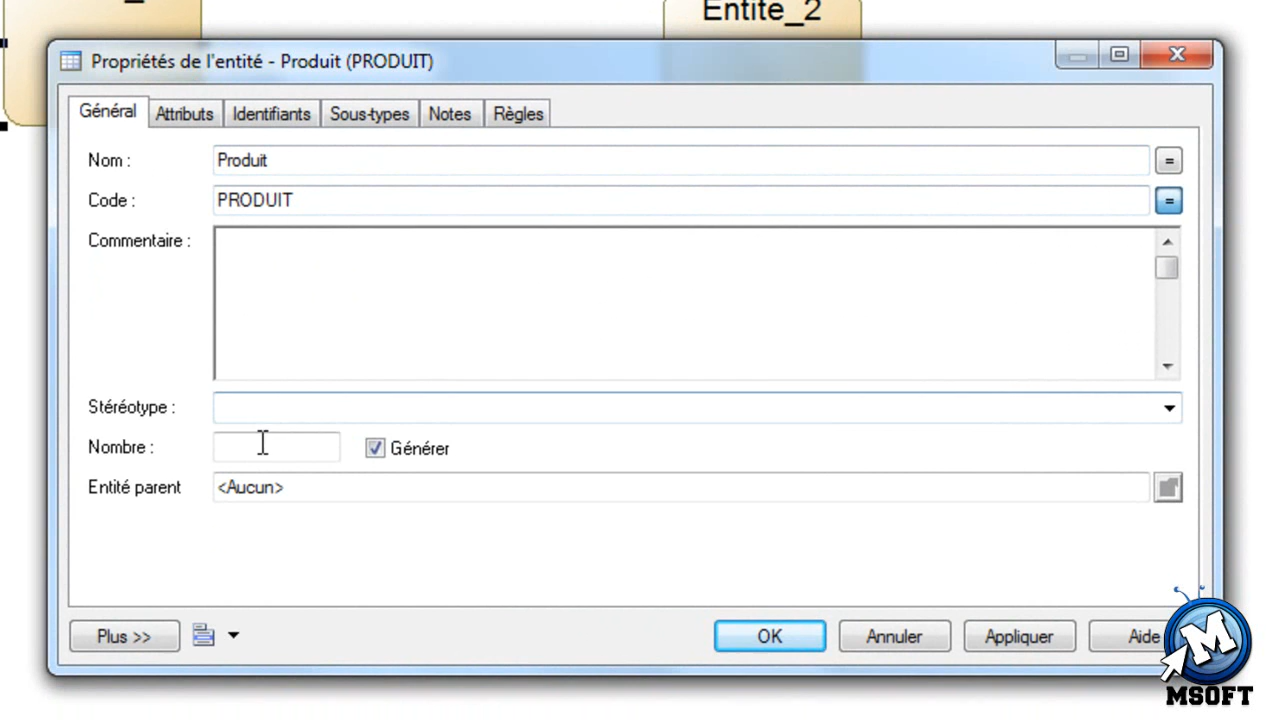 Entite_2
Propriétés de l'entité - Produit (PRODUIT)
Général Attributs Identifiants Sous-types Notes Règles
Nom : Produit =
Code : PRODUIT =
Commentaire :
Stéréotype :
Nombre : Générer
Entité parent <Aucun>
Plus >> OK Annuler Appliquer Aide
M
MSOFT